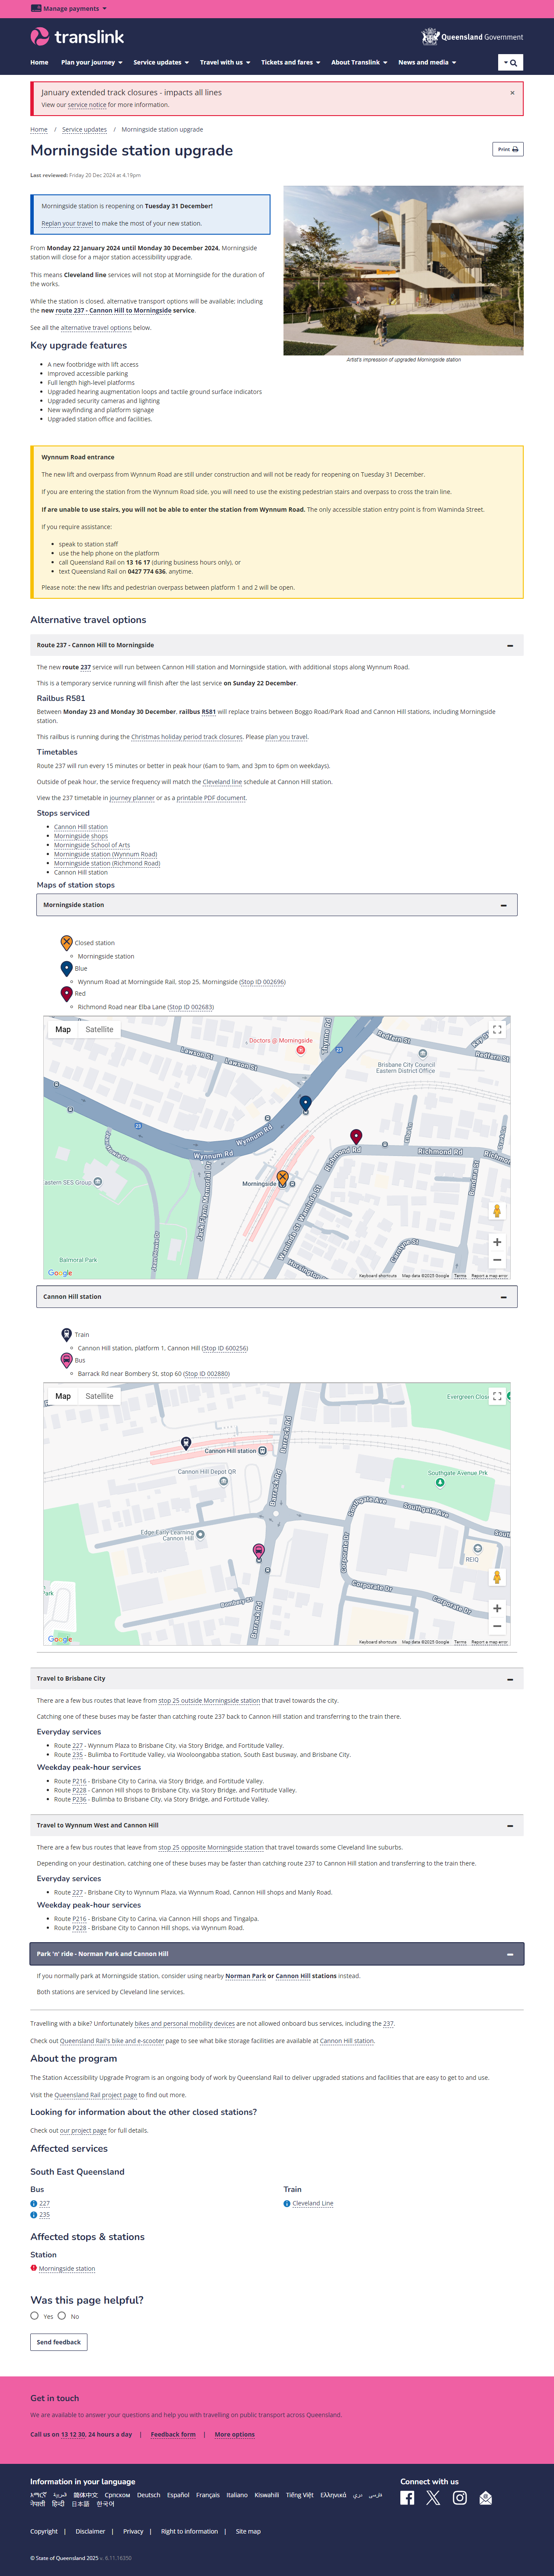 Manage payments
translink
Queensland Government
Home Plan your journey Service updates Travel with us Tickets and fares About Translink News and media
January extended track closures - impacts all lines
View our service notice for more information.
Home / Service updates / Morningside station upgrade
Morningside station upgrade
Print
Last reviewed: Friday 20 Dec 2024 at 4.19pm
Morningside station is reopening on Tuesday 31 December!
Replan your travel to make the most of your new station.
From Monday 22 January 2024 until Monday 30 December 2024, Morningside
station will close for a major station accessibility upgrade.
This means Cleveland line services will not stop at Morningside for the duration of
the works.
While the station is closed, alternative transport options will be available; including
the new route 237 - Cannon Hill to Morningside service.
See all the alternative travel options below.
Artist's impression of upgraded Morningside station
Key upgrade features
A new footbridge with lift access
Improved accessible parking
Full length high-level platforms
Upgraded hearing augmentation loops and tactile ground surface indicators
Upgraded security cameras and lighting
New wayfinding and platform signage
Upgraded station office and facilities.
Wynnum Road entrance
The new lift and overpass from Wynnum Road are still under construction and will not be ready for reopening on Tuesday 31 December.
If you are entering the station from the Wynnum Road side, you will need to use the existing pedestrian stairs and overpass to cross the train line.
If are unable to use stairs, you will not be able to enter the station from Wynnum Road. The only accessible station entry point is from Waminda Street.
If you require assistance:
speak to station staff
use the help phone on the platform
call Queensland Rail on 13 16 17 (during business hours only), or
text Queensland Rail on 0427 774 636, anytime.
Please note: the new lifts and pedestrian overpass between platform 1 and 2 will be open.
Alternative travel options
Route 237 - Cannon Hill to Morningside
The new route 237 service will run between Cannon Hill station and Morningside station, with additional stops along Wynnum Road.
This is a temporary service running will finish after the last service on Sunday 22 December.
Railbus R581
Between Monday 23 and Monday 30 December, railbus R581 will replace trains between Boggo Road/Park Road and Cannon Hill stations, including Morningside
station.
This railbus is running during the Christmas holiday period track closures. Please plan you travel.
Timetables
Route 237 will run every 15 minutes or better in peak hour (6am to 9am, and 3pm to 6pm on weekdays).
Outside of peak hour, the service frequency will match the Cleveland line schedule at Cannon Hill station.
View the 237 timetable in journey planner or as a printable PDF document.
Stops serviced
Cannon Hill station
Morningside shops
Morningside School of Arts
Morningside station (Wynnum Road)
Morningside station (Richmond Road)
Cannon Hill station
Maps of station stops
Morningside station
Closed station
Morningside station
Blue
Wynnum Road at Morningside Rail, stop 25, Morningside (Stop ID 002696)
Red
Richmond Road near Elba Lane (Stop ID 002683)
Map Satellite
Doctors @ Morningside
Lawson St Lawson St
Thynne Rd
Redfern St
Key St
Redfern St
Brisbane City Council
Eastern District Office
Wynnum Rd
Wynnum Rd
Richmond Rd
Richmond Rd
Jack Flynn Memorial Dr
Morningside
Waminda St
Waminda St
eastern SES Group
Balmoral Park
Google
Keyboard shortcuts Map data ©2025 Google Terms Report a map error
Cannon Hill station
Train
Cannon Hill station, platform 1, Cannon Hill (Stop ID 600256)
Bus
Barrack Rd near Bombery St, stop 60 (Stop ID 002880)
Map Satellite
Evergreen Closs
Barrack Rd
Cannon Hill station
Cannon Hill Depot QR
Barrack Rd
Southgate Avenue Prk
Southgate Ave
Southgate Ave
Edge Early Learning
Cannon Hill
Corporate Dr
REIQ
Park
Corporate Dr
Corporate Dr
Bombery St
Barrack Rd
Google
Keyboard shortcuts Map data ©2025 Google Terms Report a map error
Travel to Brisbane City
There are a few bus routes that leave from stop 25 outside Morningside station that travel towards the city.
Catching one of these buses may be faster than catching route 237 back to Cannon Hill station and transferring to the train there.
Everyday services
Route 227 - Wynnum Plaza to Brisbane City, via Story Bridge, and Fortitude Valley.
Route 235 - Bulimba to Fortitude Valley, via Wooloongabba station, South East busway, and Brisbane City.
Weekday peak-hour services
Route P216 - Brisbane City to Carina, via Story Bridge, and Fortitude Valley.
Route P228 - Cannon Hill shops to Brisbane City, via Story Bridge, and Fortitude Valley.
Route P236 - Bulimba to Brisbane City, via Story Bridge, and Fortitude Valley.
Travel to Wynnum West and Cannon Hill
There are a few bus routes that leave from stop 25 opposite Morningside station that travel towards some Cleveland line suburbs.
Depending on your destination, catching one of these buses may be faster than catching route 237 to Cannon Hill station and transferring to the train there.
Everyday services
Route 227 - Brisbane City to Wynnum Plaza, via Wynnum Road, Cannon Hill shops and Manly Road.
Weekday peak-hour services
Route P216 - Brisbane City to Carina, via Cannon Hill shops and Tingalpa.
Route P228 - Brisbane City to Cannon Hill shops, via Wynnum Road.
Park 'n' ride - Norman Park and Cannon Hill
If you normally park at Morningside station, consider using nearby Norman Park or Cannon Hill stations instead.
Both stations are serviced by Cleveland line services.
Travelling with a bike? Unfortunately bikes and personal mobility devices are not allowed onboard bus services, including the 237.
Check out Queensland Rail's bike and e-scooter page to see what bike storage facilities are available at Cannon Hill station.
About the program
The Station Accessibility Upgrade Program is an ongoing body of work by Queensland Rail to deliver upgraded stations and facilities that are easy to get to and use.
Visit the Queensland Rail project page to find out more.
Looking for information about the other closed stations?
Check out our project page for full details.
Affected services
South East Queensland
Bus
227
235
Train
Cleveland Line
Affected stops & stations
Station
Morningside station
Was this page helpful?
Yes No
Send feedback
Get in touch
We are available to answer your questions and help you with travelling on public transport across Queensland.
Call us on 13 12 30, 24 hours a day | Feedback form | More options
Information in your language
አማርኛ العربية 简体中文 Српском Deutsch Español Français Italiano Kiswahili Tiếng Việt Ελληνικά دری فارسی
नेपाली हिन्दी 日本語 한국어
Connect with us
Copyright | Disclaimer | Privacy | Right to information | Site map
© State of Queensland 2025 v. 6.11.16350